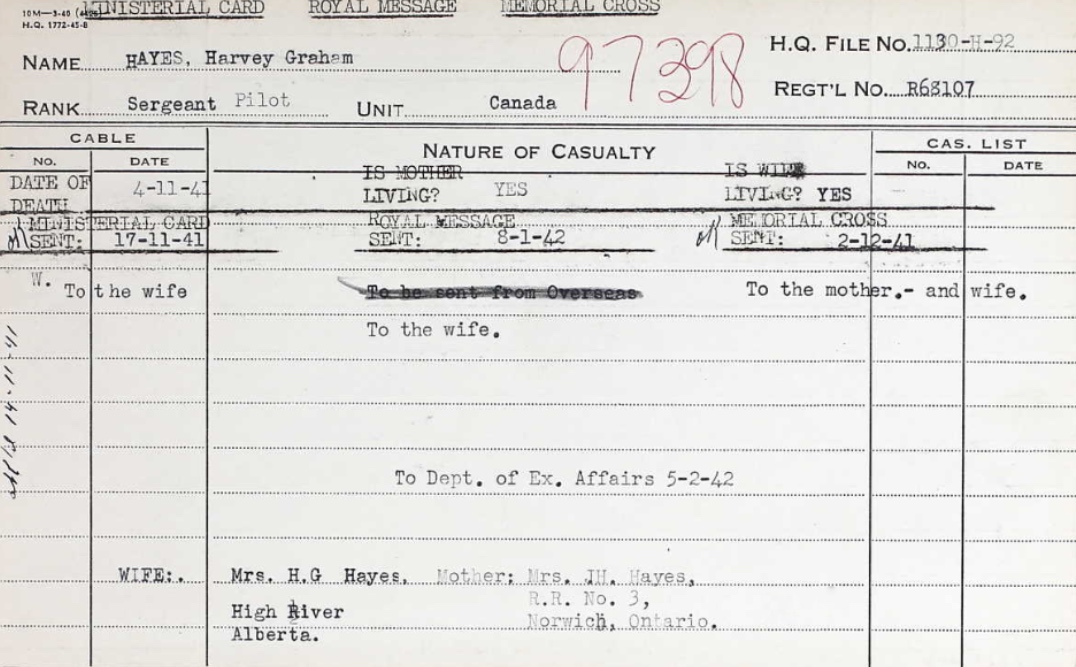 10M—3-40
H.Q. 1772-45-B
MINISTERIAL CARD ROYAL MESSAGE MEMORIAL CROSS
NAME HAYES, Harvey Graham
97398
H.Q. FILE NO. 1130-H-92
RANK Sergeant Pilot UNIT Canada REGT'L NO. R68107
CABLE NATURE OF CASUALTY CAS. LIST
NO. DATE NO. DATE
DATE OF DEATH 4-11-41
IS MOTHER LIVING? YES
IS WIFE LIVING? YES
MINISTERIAL CARD SENT: 17-11-41
ROYAL MESSAGE SENT: 8-1-42
MEMORIAL CROSS SENT: 2-12-41
W.
To the wife To be sent from Overseas To the mother.- and wife.
To the wife.
14-11-41
To Dept. of Ex. Affairs 5-2-42
WIFE:. Mrs. H.G Hayes, Mother: Mrs. JH. Hayes,
High River
Alberta.
R.R. No. 3,
Norwich, Ontario.